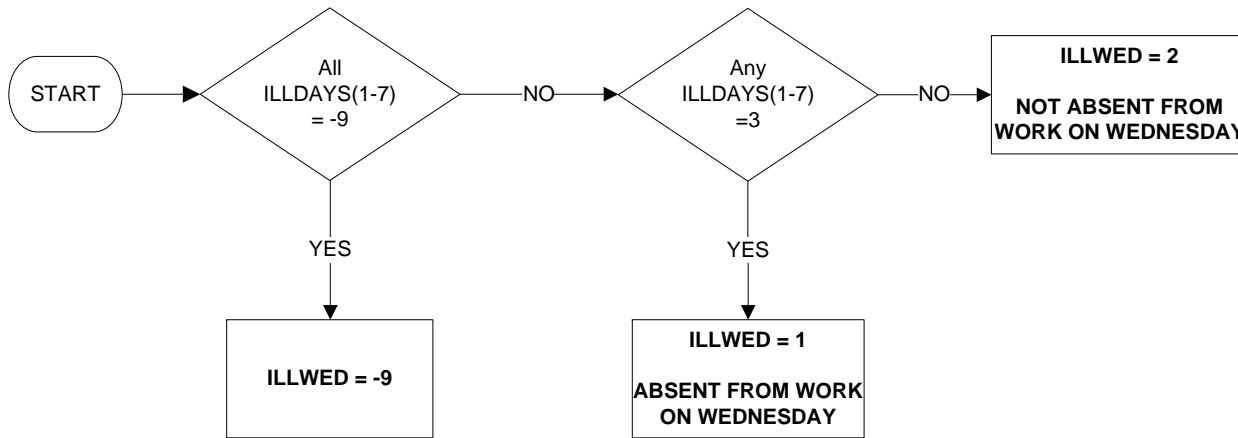 START
All
ILLDAYS(1-7)
= -9
NO
Any
ILLDAYS(1-7)
=3
NO
ILLWED = 2
NOT ABSENT FROM
WORK ON WEDNESDAY
YES
YES
ILLWED = -9
ILLWED = 1
ABSENT FROM WORK
ON WEDNESDAY